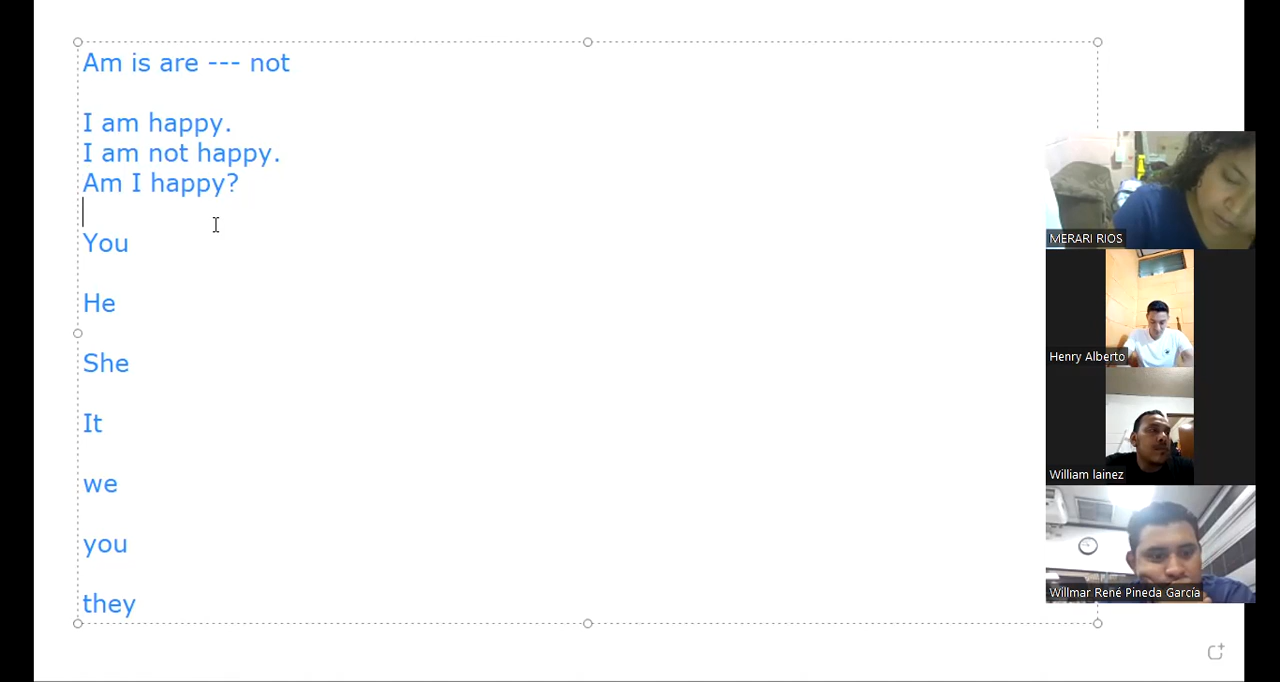 Am is are --- not
I am happy.
I am not happy.
Am I happy?
You
He
She
It
we
you
they
MERARI RIOS
Henry Alberto
William lainez
Willmar René Pineda García